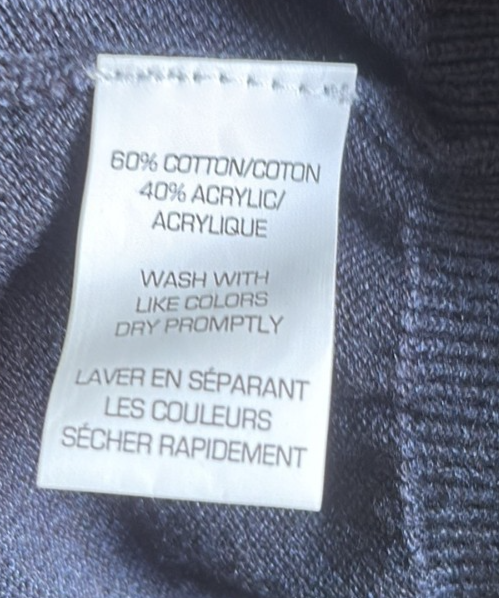 60% COTTON/COTON
40% ACRYLIC/
ACRYLIQUE
WASH WITH
LIKE COLORS
DRY PROMPTLY
LAVER EN SÉPARANT
LES COULEURS
SÉCHER RAPIDEMENT